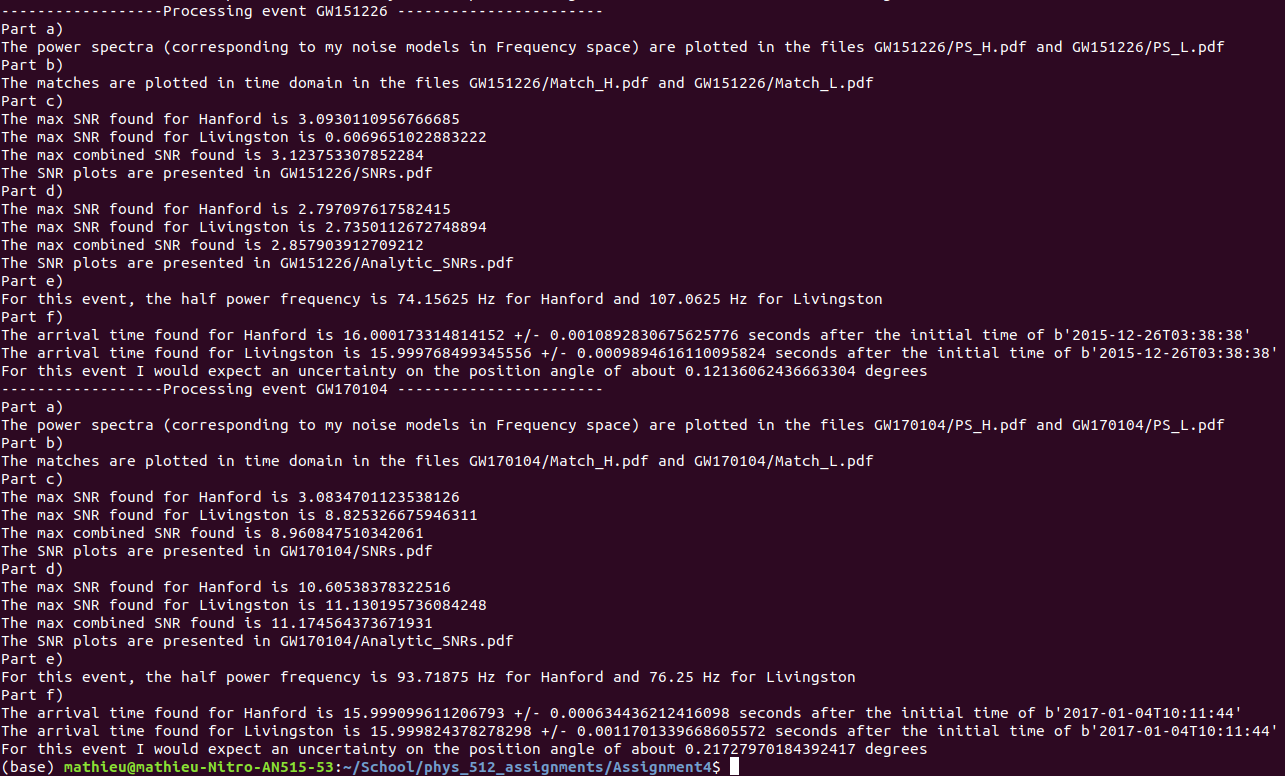 ------------------Processing event GW151226 -----------------------
Part a)
The power spectra (corresponding to my noise models in Frequency space) are plotted in the files GW151226/PS_H.pdf and GW151226/PS_L.pdf
Part b)
The matches are plotted in time domain in the files GW151226/Match_H.pdf and GW151226/Match_L.pdf
Part c)
The max SNR found for Hanford is 3.0930110956766685
The max SNR found for Livingston is 0.6069651022883222
The max combined SNR found is 3.123753307852284
The SNR plots are presented in GW151226/SNRs.pdf
Part d)
The max SNR found for Hanford is 2.797097617582415
The max SNR found for Livingston is 2.7350112672748894
The max combined SNR found is 2.857903912709212
The SNR plots are presented in GW151226/Analytic_SNRs.pdf
Part e)
For this event, the half power frequency is 74.15625 Hz for Hanford and 107.0625 Hz for Livingston
Part f)
The arrival time found for Hanford is 16.000173314814152 +/- 0.0010892830675625776 seconds after the initial time of b'2015-12-26T03:38:38'
The arrival time found for Livingston is 15.999768499345556 +/- 0.0009894616110095824 seconds after the initial time of b'2015-12-26T03:38:38'
For this event I would expect an uncertainty on the position angle of about 0.12136062436663304 degrees
------------------Processing event GW170104 -----------------------
Part a)
The power spectra (corresponding to my noise models in Frequency space) are plotted in the files GW170104/PS_H.pdf and GW170104/PS_L.pdf
Part b)
The matches are plotted in time domain in the files GW170104/Match_H.pdf and GW170104/Match_L.pdf
Part c)
The max SNR found for Hanford is 3.0834701123538126
The max SNR found for Livingston is 8.825326675946311
The max combined SNR found is 8.960847510342061
The SNR plots are presented in GW170104/SNRs.pdf
Part d)
The max SNR found for Hanford is 10.60538378322516
The max SNR found for Livingston is 11.130195736084248
The max combined SNR found is 11.174564373671931
The SNR plots are presented in GW170104/Analytic_SNRs.pdf
Part e)
For this event, the half power frequency is 93.71875 Hz for Hanford and 76.25 Hz for Livingston
Part f)
The arrival time found for Hanford is 15.999099611206793 +/- 0.000634436212416098 seconds after the initial time of b'2017-01-04T10:11:44'
The arrival time found for Livingston is 15.999824378278298 +/- 0.0011701339668605572 seconds after the initial time of b'2017-01-04T10:11:44'
For this event I would expect an uncertainty on the position angle of about 0.21727970184392417 degrees
(base) mathieu@mathieu-Nitro-AN515-53:~/School/phys_512_assignments/Assignment4$